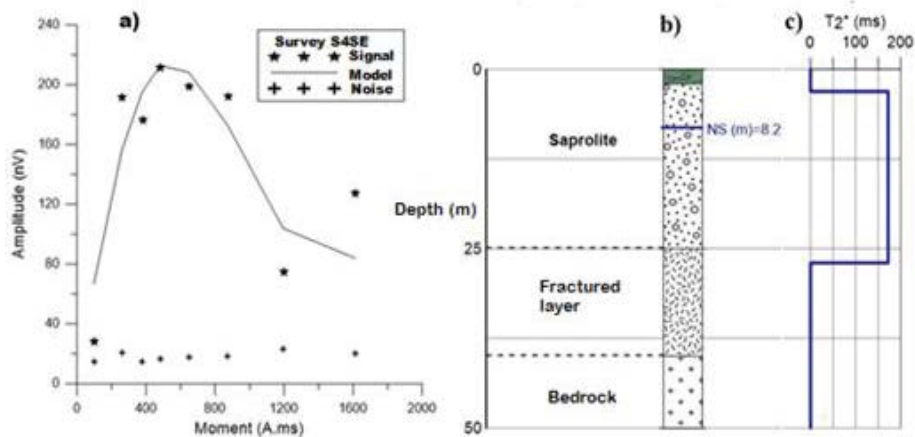 a)
Survey S4SE
★ ★ ★ Signal
Model
+ + + Noise
240
200
160
120
80
40
0
Amplitude (nV)
0 400 800 1200 1600 2000
Moment (A.ms)
b)
0
25
50
Depth (m)
Saprolite
Fractured
layer
Bedrock
NS (m)=8.2
c)
T2* (ms)
0 100 200